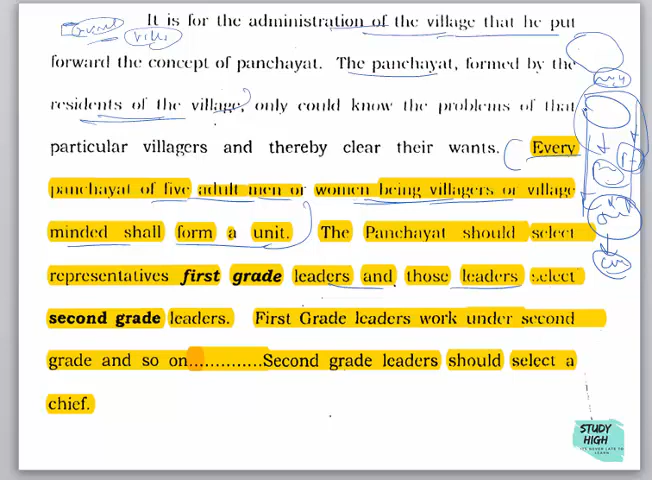 It is for the administration of the village that he put
forward the concept of panchayat. The panchayat, formed by the
residents of the village, only could know the problems of that
particular villagers and thereby clear their wants. Every
panchayat of five adult men or women being villagers or village
minded shall form a unit. The Panchayat should select
representatives first grade leaders and those leaders select
second grade leaders. First Grade leaders work under second
grade and so on.............Second grade leaders should select a
chief.
STUDY
HIGH